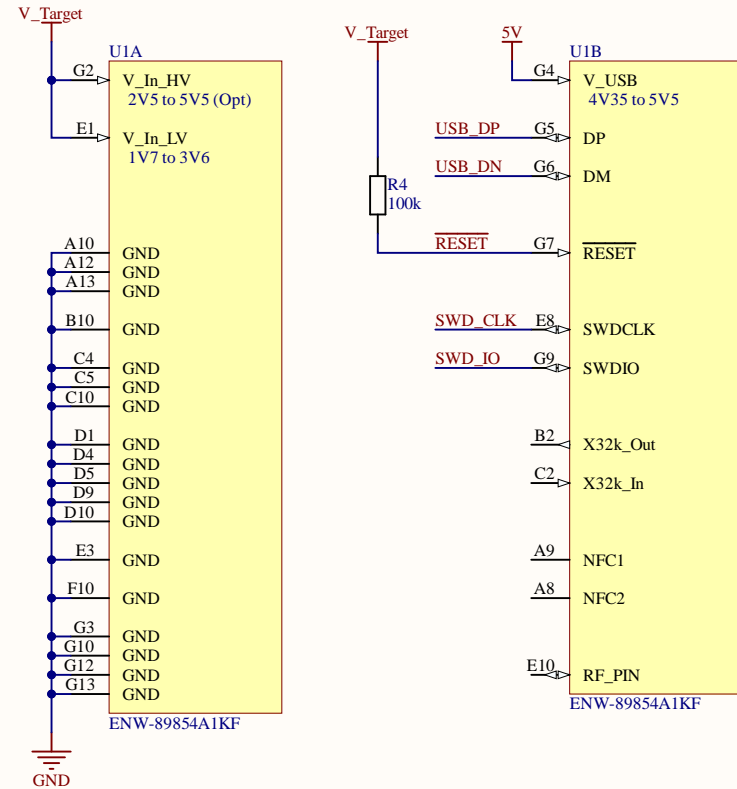 V_Target
U1A
G2 V_In_HV
2V5 to 5V5 (Opt)
E1 V_In_LV
1V7 to 3V6
A10 GND
A12 GND
A13 GND
B10 GND
C4 GND
C5 GND
C10 GND
D1 GND
D4 GND
D5 GND
D9 GND
D10 GND
E3 GND
F10 GND
G3 GND
G10 GND
G12 GND
G13 GND
ENW-89854A1KF
GND
V_Target
R4
100k
5V
U1B
G4 V_USB
4V35 to 5V5
USB_DP G5 DP
USB_DN G6 DM
RESET G7 RESET
SWD_CLK E8 SWDCLK
SWD_IO G9 SWDIO
B2 X32k_Out
C2 X32k_In
A9 NFC1
A8 NFC2
E10 RF_PIN
ENW-89854A1KF